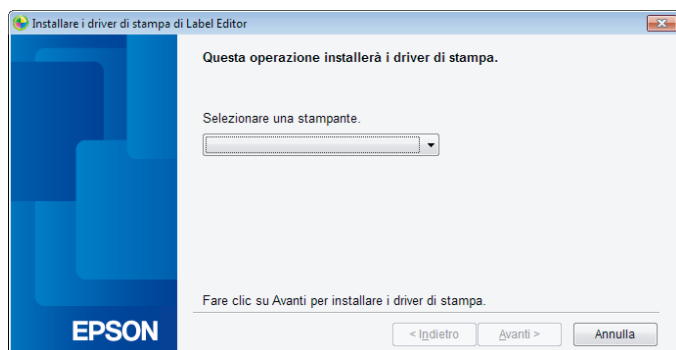 Installare i driver di stampa di Label Editor
Questa operazione installerà i driver di stampa.
Selezionare una stampante.
Fare clic su Avanti per installare i driver di stampa.
EPSON
< Indietro
Avanti >
Annulla